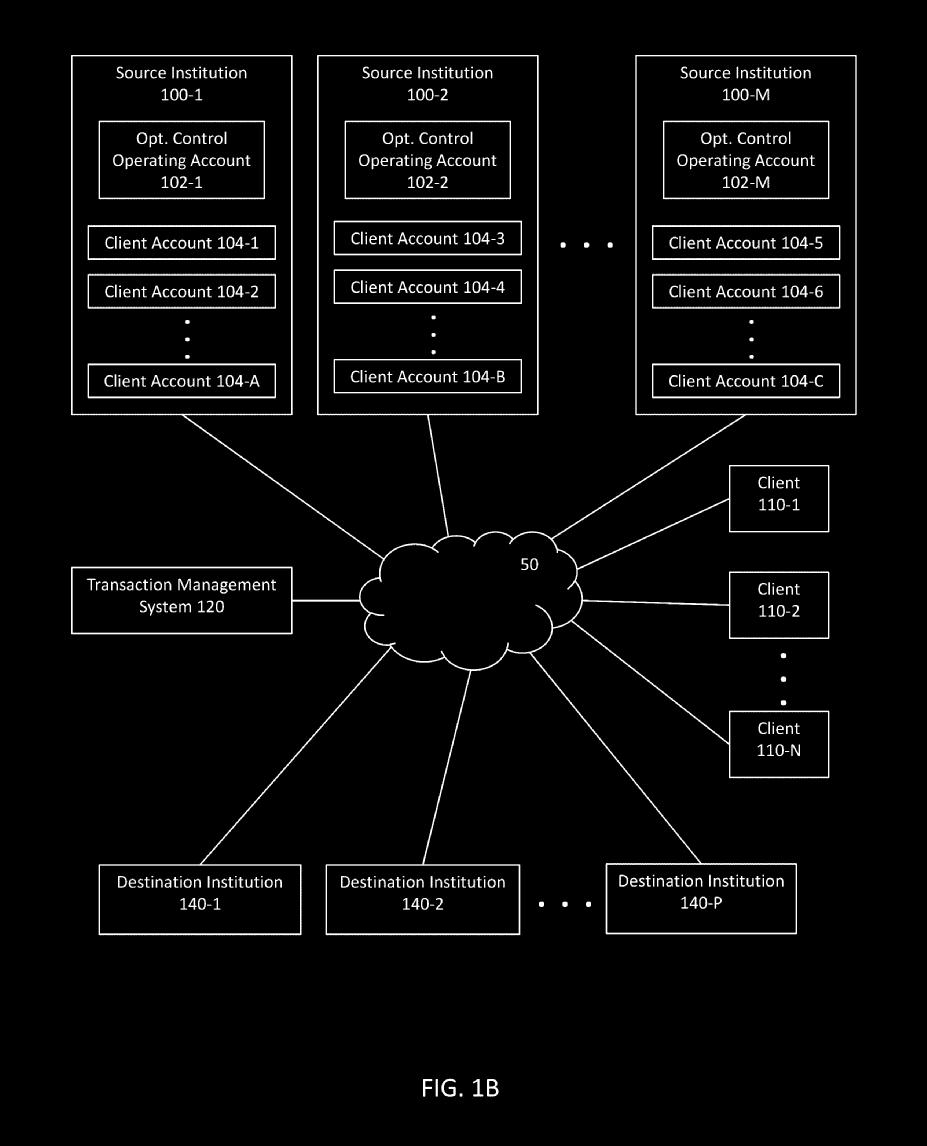 Source Institution
100-1
Opt. Control
Operating Account
102-1
Client Account 104-1
Client Account 104-2
Client Account 104-A
Source Institution
100-2
Opt. Control
Operating Account
102-2
Client Account 104-3
Client Account 104-4
Client Account 104-B
Source Institution
100-M
Opt. Control
Operating Account
102-M
Client Account 104-5
Client Account 104-6
Client Account 104-C
Client
110-1
50
Transaction Management
System 120
Client
110-2
Client
110-N
Destination Institution
140-1
Destination Institution
140-2
Destination Institution
140-P
FIG. 1B